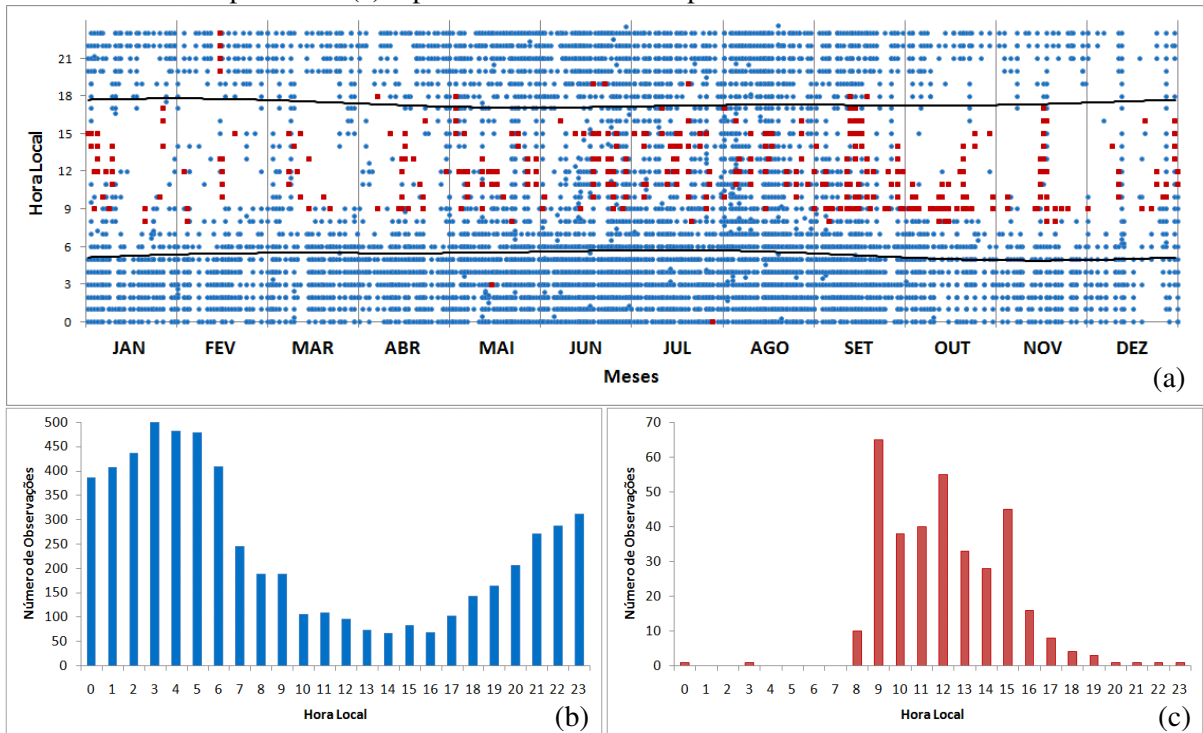 21
18
15
12
9
6
3
0
Hora Local
JAN FEV MAR ABR MAI JUN JUL AGO SET OUT NOV DEZ
Meses
(a)
500
450
400
350
300
250
200
150
100
50
0
Número de Observações
0 1 2 3 4 5 6 7 8 9 10 11 12 13 14 15 16 17 18 19 20 21 22 23
Hora Local
(b)
70
60
50
40
30
20
10
0
Número de Observações
0 1 2 3 4 5 6 7 8 9 10 11 12 13 14 15 16 17 18 19 20 21 22 23
Hora Local
(c)